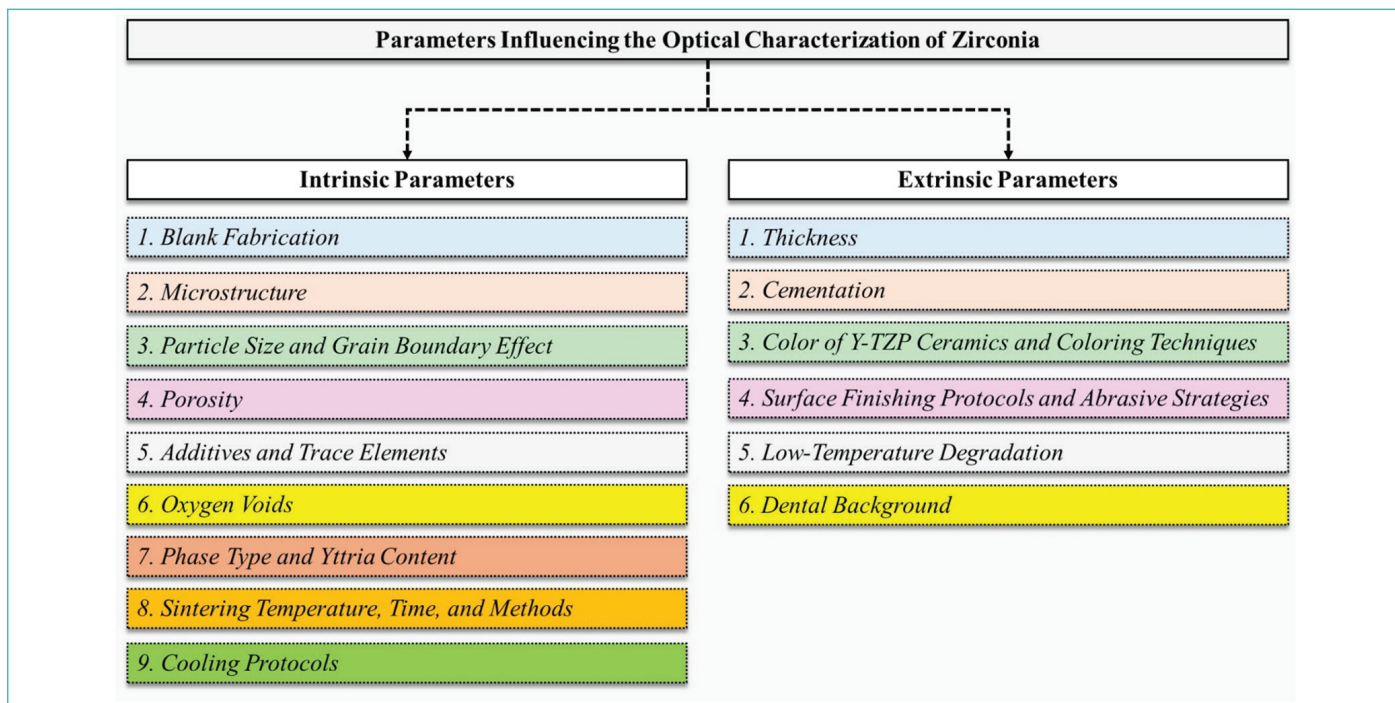 Parameters Influencing the Optical Characterization of Zirconia
Intrinsic Parameters
1. Blank Fabrication
2. Microstructure
3. Particle Size and Grain Boundary Effect
4. Porosity
5. Additives and Trace Elements
6. Oxygen Voids
7. Phase Type and Yttria Content
8. Sintering Temperature, Time, and Methods
9. Cooling Protocols
Extrinsic Parameters
1. Thickness
2. Cementation
3. Color of Y-TZP Ceramics and Coloring Techniques
4. Surface Finishing Protocols and Abrasive Strategies
5. Low-Temperature Degradation
6. Dental Background